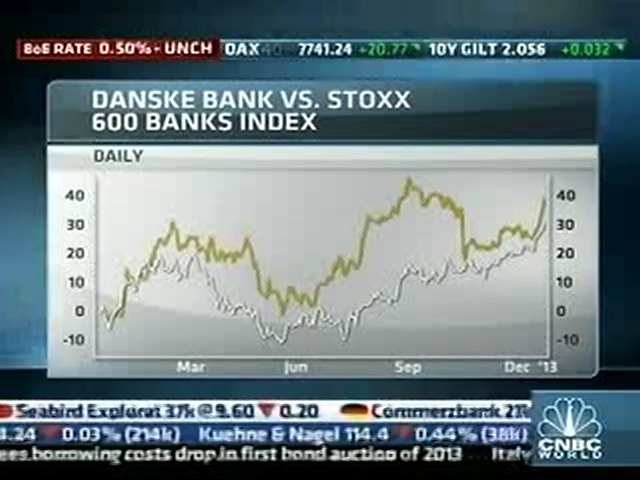 BoE RATE 0.50% - UNCH DAX 7741.24 +20.77 10Y GILT 2.056 +0.032
DANSKE BANK VS. STOXX
600 BANKS INDEX
DAILY
40 40
30 30
20 20
10 10
0 0
-10 -10
Mar Jun Sep Dec '13
Seabird Explorat 37k @ 9.60 0.20 Commerzbank
4.24 0.03% (214k) Kuehne & Nagel 114.4 0.44% (38k)
ees borrowing costs drop in first bond auction of 2013 Italy
CNBC
WORLD